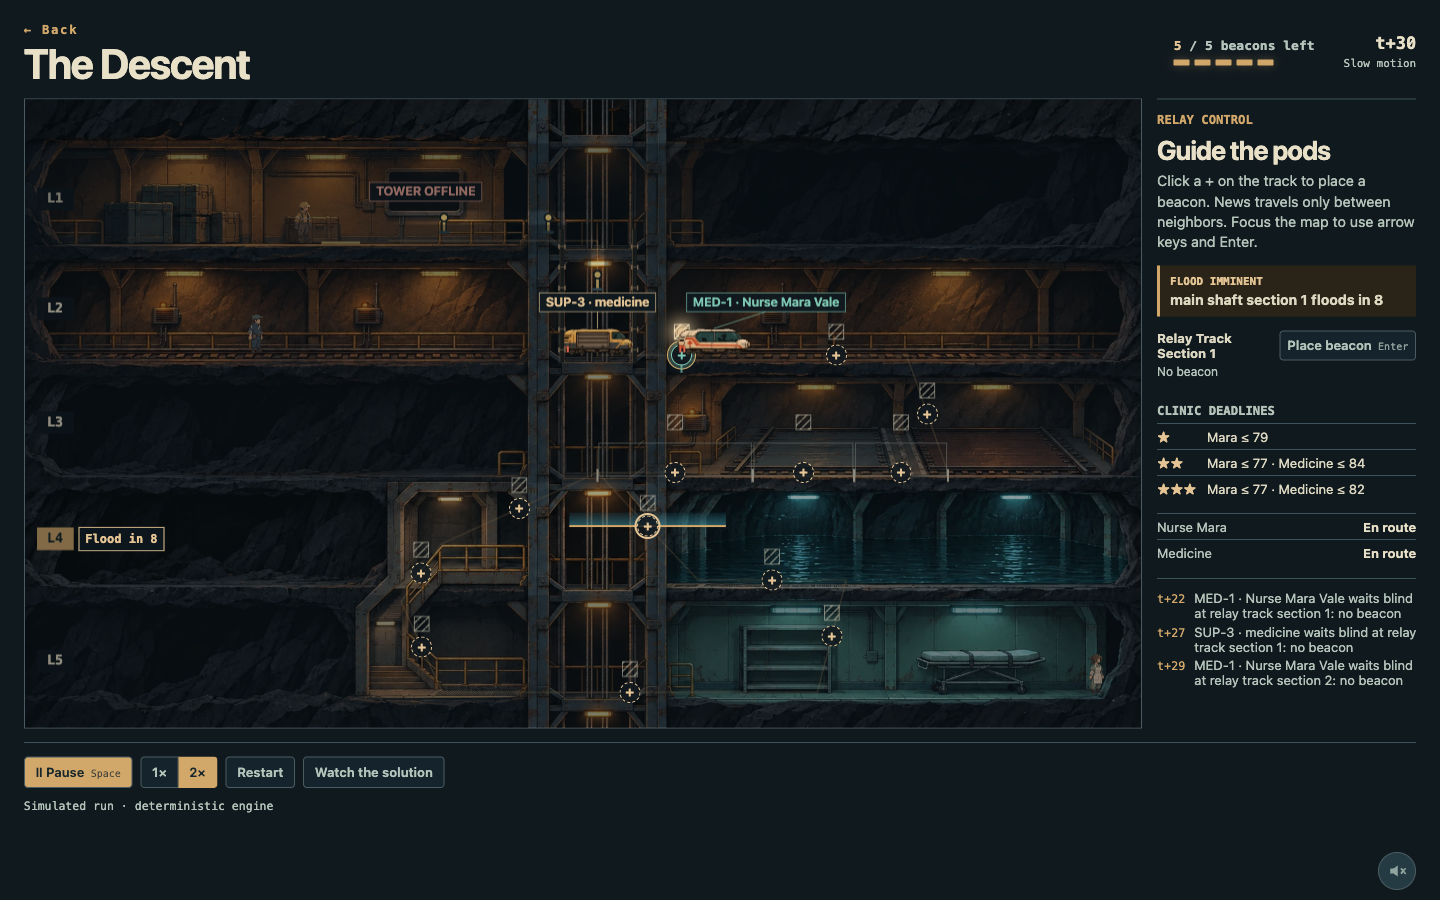 ← Back
The Descent
5 / 5 beacons left
t+30
Slow motion
L1
TOWER OFFLINE
L2
SUP-3 · medicine
MED-1 · Nurse Mara Vale
L3
L4
Flood in 8
L5
RELAY CONTROL
Guide the pods
Click a + on the track to place a
beacon. News travels only between
neighbors. Focus the map to use arrow
keys and Enter.
FLOOD IMMINENT
main shaft section 1 floods in 8
Relay Track
Section 1
No beacon
Place beacon Enter
CLINIC DEADLINES
★ Mara ≤ 79
★★ Mara ≤ 77 · Medicine ≤ 84
★★★ Mara ≤ 77 · Medicine ≤ 82
Nurse Mara En route
Medicine En route
t+22 MED-1 · Nurse Mara Vale waits blind
at relay track section 1: no beacon
t+27 SUP-3 · medicine waits blind at relay
track section 1: no beacon
t+29 MED-1 · Nurse Mara Vale waits blind
at relay track section 2: no beacon
II Pause Space
1×
2×
Restart
Watch the solution
Simulated run · deterministic engine